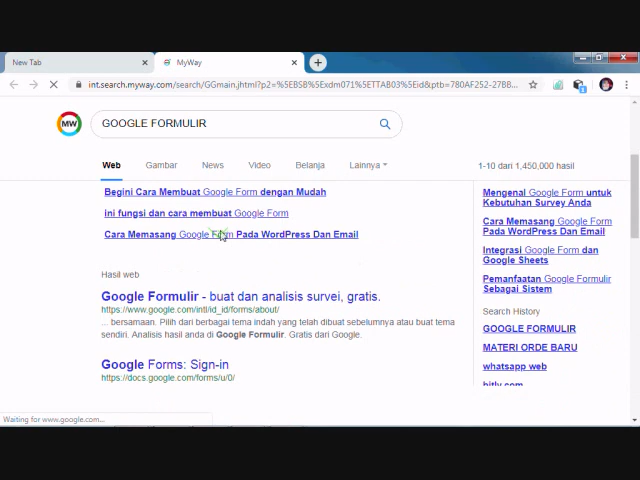 New Tab
MyWay
int.search.myway.com/search/GGmain.jhtml?p2=%5EBSB%5Exdm071%5ETTAB03%5Eid&ptb=780AF252-27BB...
MW
GOOGLE FORMULIR
Web
Gambar
News
Video
Belanja
Lainnya
1-10 dari 1,450,000 hasil
Begini Cara Membuat Google Form dengan Mudah
ini fungsi dan cara membuat Google Form
Cara Memasang Google Form Pada WordPress Dan Email
Hasil web
Google Formulir - buat dan analisis survei, gratis.
https://www.google.com/intl/id_id/forms/about/
... bersamaan. Pilih dari berbagai tema indah yang telah dibuat sebelumnya atau buat tema
sendiri. Analisis hasil anda di Google Formulir. Gratis dari Google.
Google Forms: Sign-in
https://docs.google.com/forms/u/0/
Mengenal Google Form untuk
Kebutuhan Survey Anda
Cara Memasang Google Form
Pada WordPress Dan Email
Integrasi Google Form dan
Google Sheets
Pemanfaatan Google Formulir
Sebagai Sistem
Search History
GOOGLE FORMULIR
MATERI ORDE BARU
whatsapp web
bitly.com
Waiting for www.google.com...